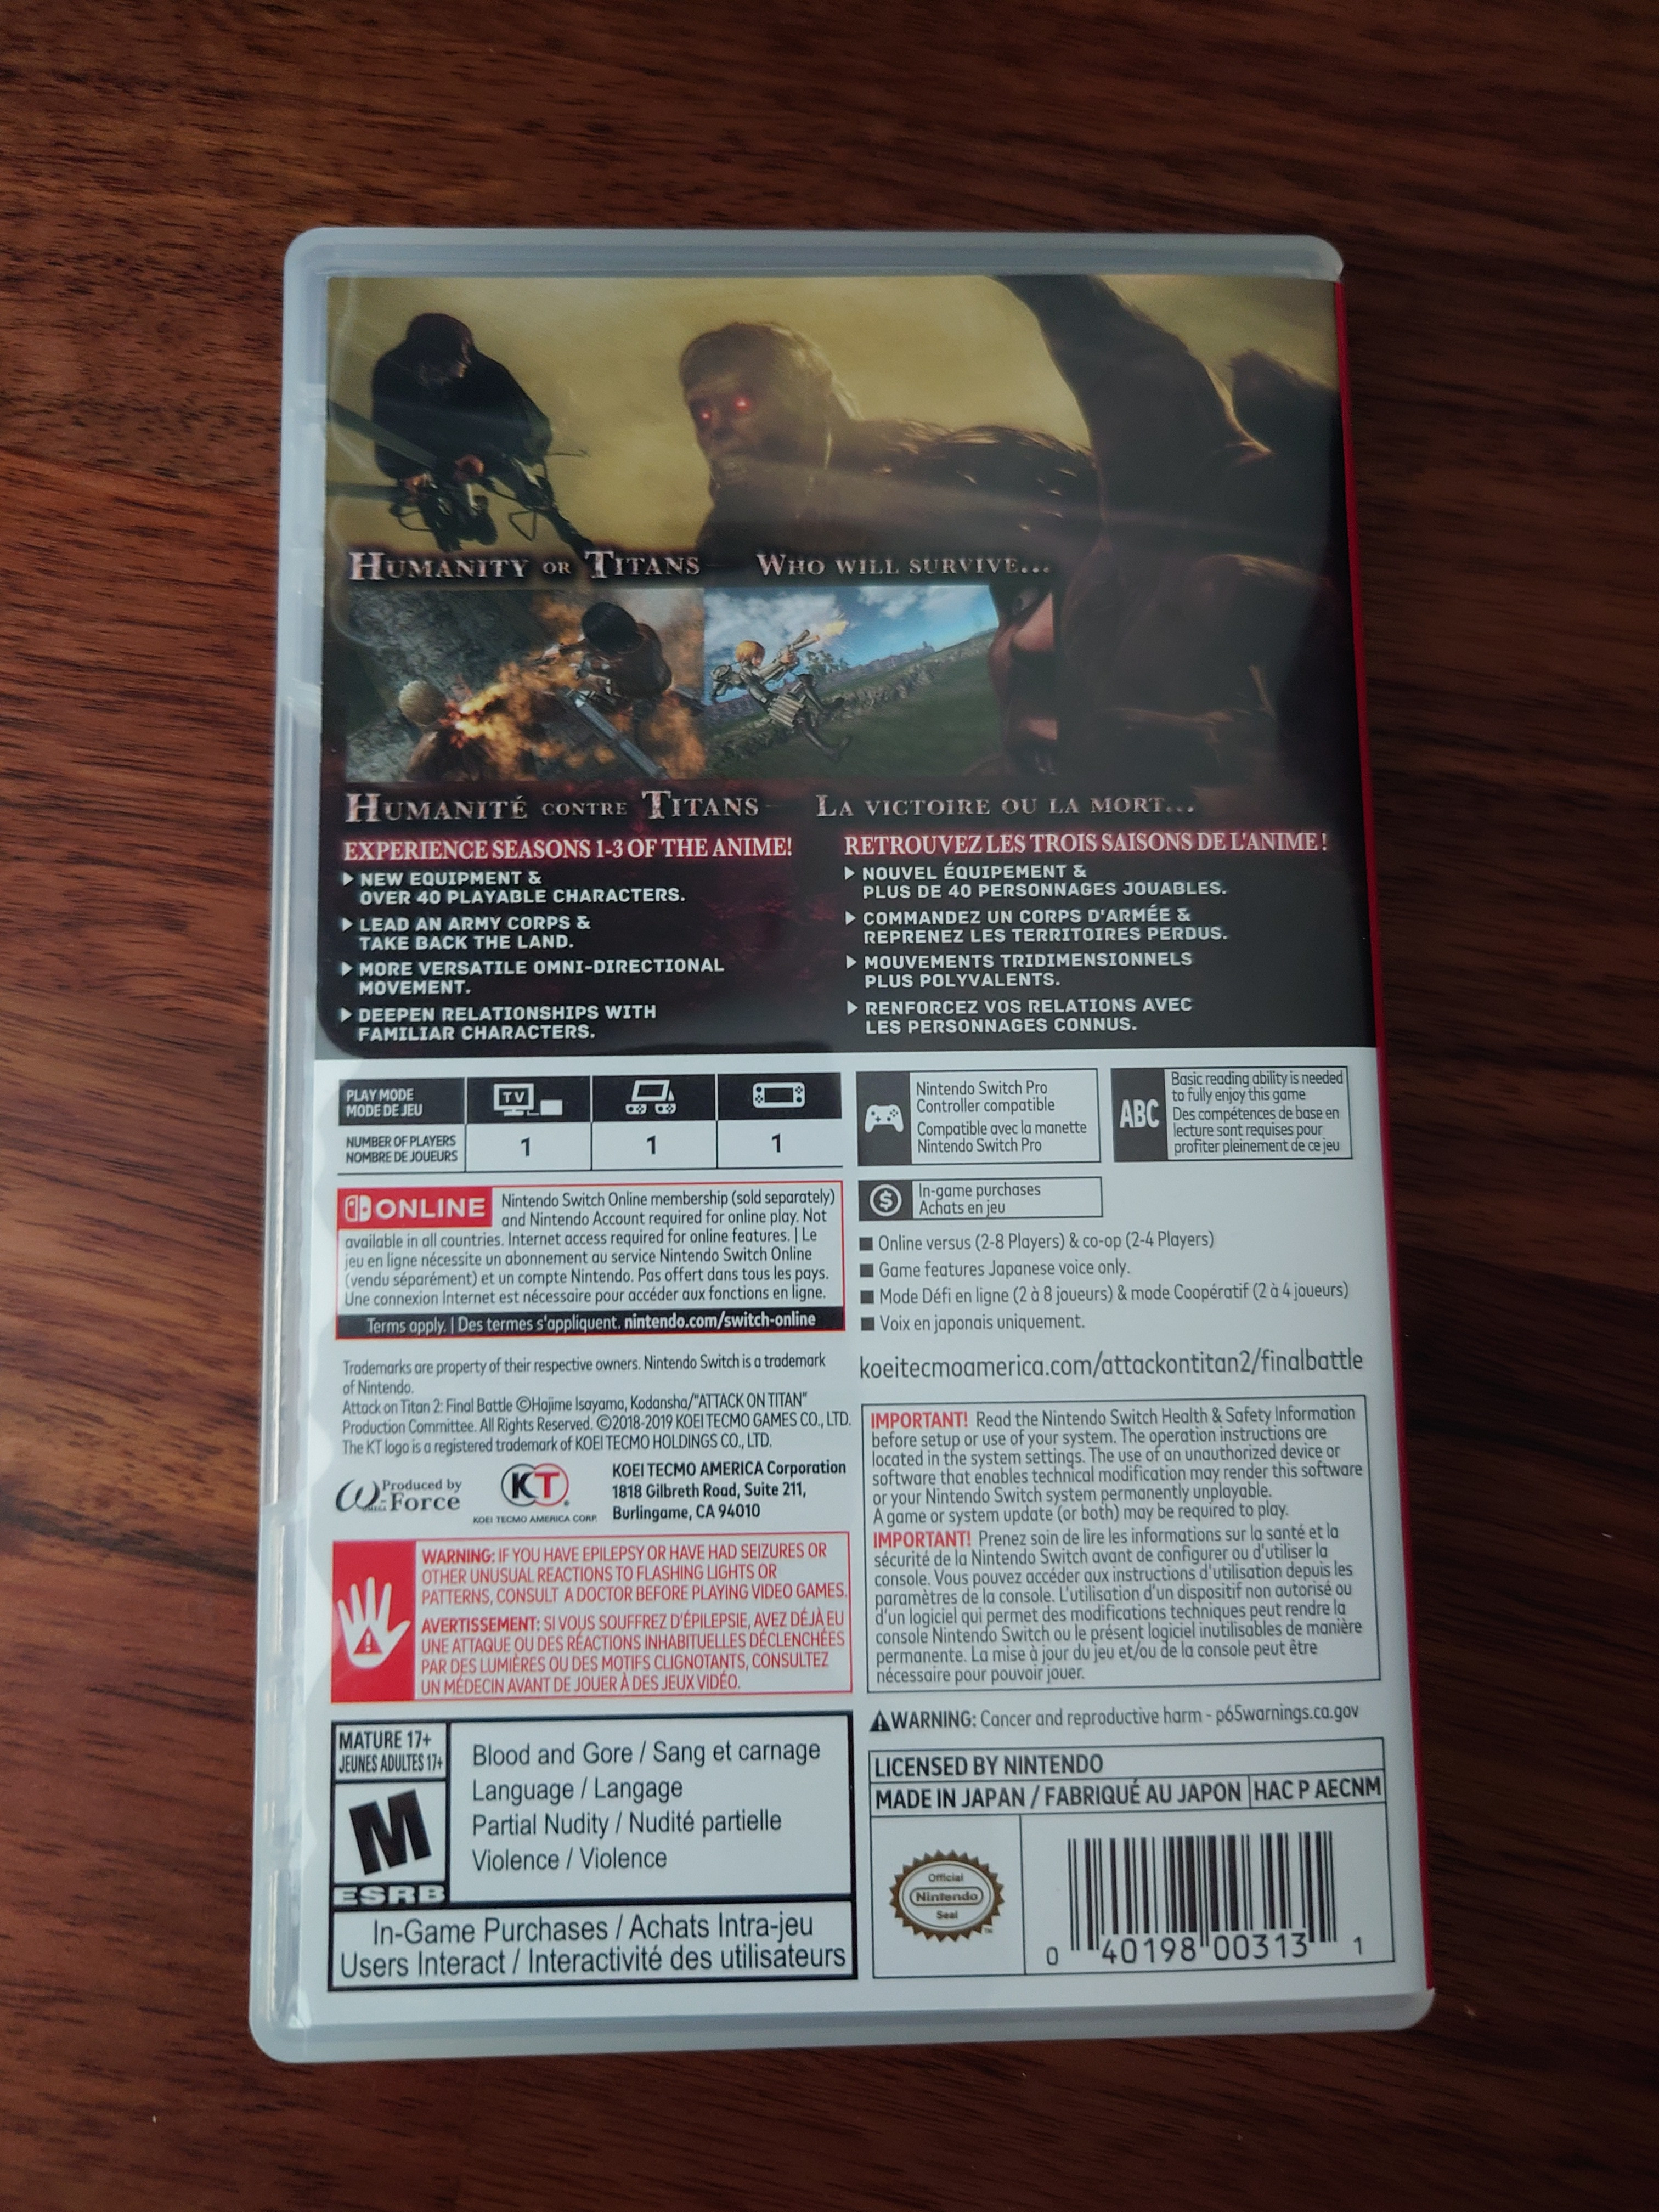 HUMANITY OR TITANS WHO WILL SURVIVE...
HUMANITÉ CONTRE TITANS LA VICTOIRE OU LA MORT...
EXPERIENCE SEASONS 1-3 OF THE ANIME!
NEW EQUIPMENT &
OVER 40 PLAYABLE CHARACTERS.
LEAD AN ARMY CORPS &
TAKE BACK THE LAND.
MORE VERSATILE OMNI-DIRECTIONAL
MOVEMENT.
DEEPEN RELATIONSHIPS WITH
FAMILIAR CHARACTERS.
RETROUVEZ LES TROIS SAISONS DE L'ANIME !
NOUVEL ÉQUIPEMENT &
PLUS DE 40 PERSONNAGES JOUABLES.
COMMANDEZ UN CORPS D'ARMÉE &
REPRENEZ LES TERRITOIRES PERDUS.
MOUVEMENTS TRIDIMENSIONNELS
PLUS POLYVALENTS.
RENFORCEZ VOS RELATIONS AVEC
LES PERSONNAGES CONNUS.
PLAY MODE
MODE DE JEU
TV
NUMBER OF PLAYERS
NOMBRE DE JOUEURS
1 1 1
Nintendo Switch Pro
Controller compatible
Compatible avec la manette
Nintendo Switch Pro
ABC
Basic reading ability is needed
to fully enjoy this game
Des compétences de base en
lecture sont requises pour
profiter pleinement de ce jeu
ONLINE Nintendo Switch Online membership (sold separately)
and Nintendo Account required for online play. Not
available in all countries. Internet access required for online features. | Le
jeu en ligne nécessite un abonnement au service Nintendo Switch Online
(vendu séparément) et un compte Nintendo. Pas offert dans tous les pays.
Une connexion Internet est nécessaire pour accéder aux fonctions en ligne.
Terms apply. | Des termes s'appliquent. nintendo.com/switch-online
$
In-game purchases
Achats en jeu
■ Online versus (2-8 Players) & co-op (2-4 Players)
■ Game features Japanese voice only.
■ Mode Défi en ligne (2 à 8 joueurs) & mode Coopératif (2 à 4 joueurs)
■ Voix en japonais uniquement.
koeitecmoamerica.com/attackontitan2/finalbattle
Trademarks are property of their respective owners. Nintendo Switch is a trademark
of Nintendo.
Attack on Titan 2: Final Battle ©Hajime Isayama, Kodansha/"ATTACK ON TITAN"
Production Committee. All Rights Reserved. ©2018-2019 KOEI TECMO GAMES CO., LTD.
The KT logo is a registered trademark of KOEI TECMO HOLDINGS CO., LTD.
Produced by
ω-Force
KT
KOEI TECMO AMERICA CORP.
KOEI TECMO AMERICA Corporation
1818 Gilbreth Road, Suite 211,
Burlingame, CA 94010
IMPORTANT! Read the Nintendo Switch Health & Safety Information
before setup or use of your system. The operation instructions are
located in the system settings. The use of an unauthorized device or
software that enables technical modification may render this software
or your Nintendo Switch system permanently unplayable.
A game or system update (or both) may be required to play.
IMPORTANT! Prenez soin de lire les informations sur la santé et la
sécurité de la Nintendo Switch avant de configurer ou d'utiliser la
console. Vous pouvez accéder aux instructions d'utilisation depuis les
paramètres de la console. L'utilisation d'un dispositif non autorisé ou
d'un logiciel qui permet des modifications techniques peut rendre la
console Nintendo Switch ou le présent logiciel inutilisables de manière
permanente. La mise à jour du jeu et/ou de la console peut être
nécessaire pour pouvoir jouer.
WARNING: IF YOU HAVE EPILEPSY OR HAVE HAD SEIZURES OR
OTHER UNUSUAL REACTIONS TO FLASHING LIGHTS OR
PATTERNS, CONSULT A DOCTOR BEFORE PLAYING VIDEO GAMES.
AVERTISSEMENT: SI VOUS SOUFFREZ D'ÉPILEPSIE, AVEZ DÉJÀ EU
UNE ATTAQUE OU DES RÉACTIONS INHABITUELLES DÉCLENCHÉES
PAR DES LUMIÈRES OU DES MOTIFS CLIGNOTANTS, CONSULTEZ
UN MÉDECIN AVANT DE JOUER À DES JEUX VIDÉO.
WARNING: Cancer and reproductive harm - p65warnings.ca.gov
MATURE 17+
JEUNES ADULTES 17+
M
ESRB
Blood and Gore / Sang et carnage
Language / Langage
Partial Nudity / Nudité partielle
Violence / Violence
In-Game Purchases / Achats Intra-jeu
Users Interact / Interactivité des utilisateurs
LICENSED BY NINTENDO
MADE IN JAPAN / FABRIQUÉ AU JAPON HAC P AECNM
Official
Nintendo
Seal
TM
0 40198 00313 1